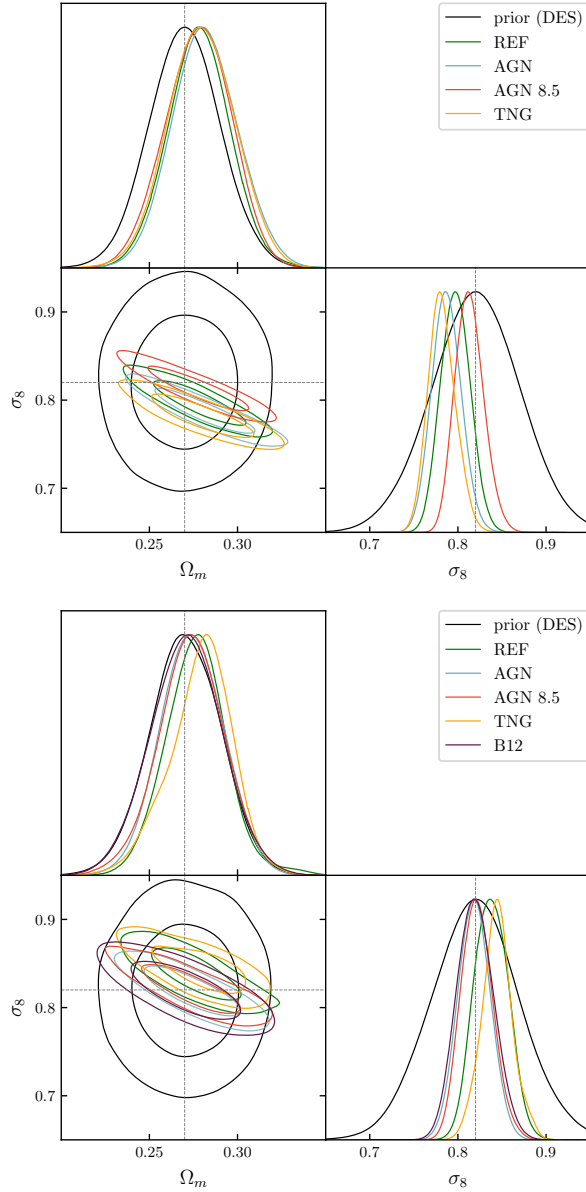 prior (DES)
REF
AGN
AGN 8.5
TNG
0.9
0.8
0.7
σ₈
0.25 0.30
0.7 0.8 0.9
Ωₘ
σ₈
prior (DES)
REF
AGN
AGN 8.5
TNG
B12
0.9
0.8
0.7
σ₈
0.25 0.30
0.7 0.8 0.9
Ωₘ
σ₈